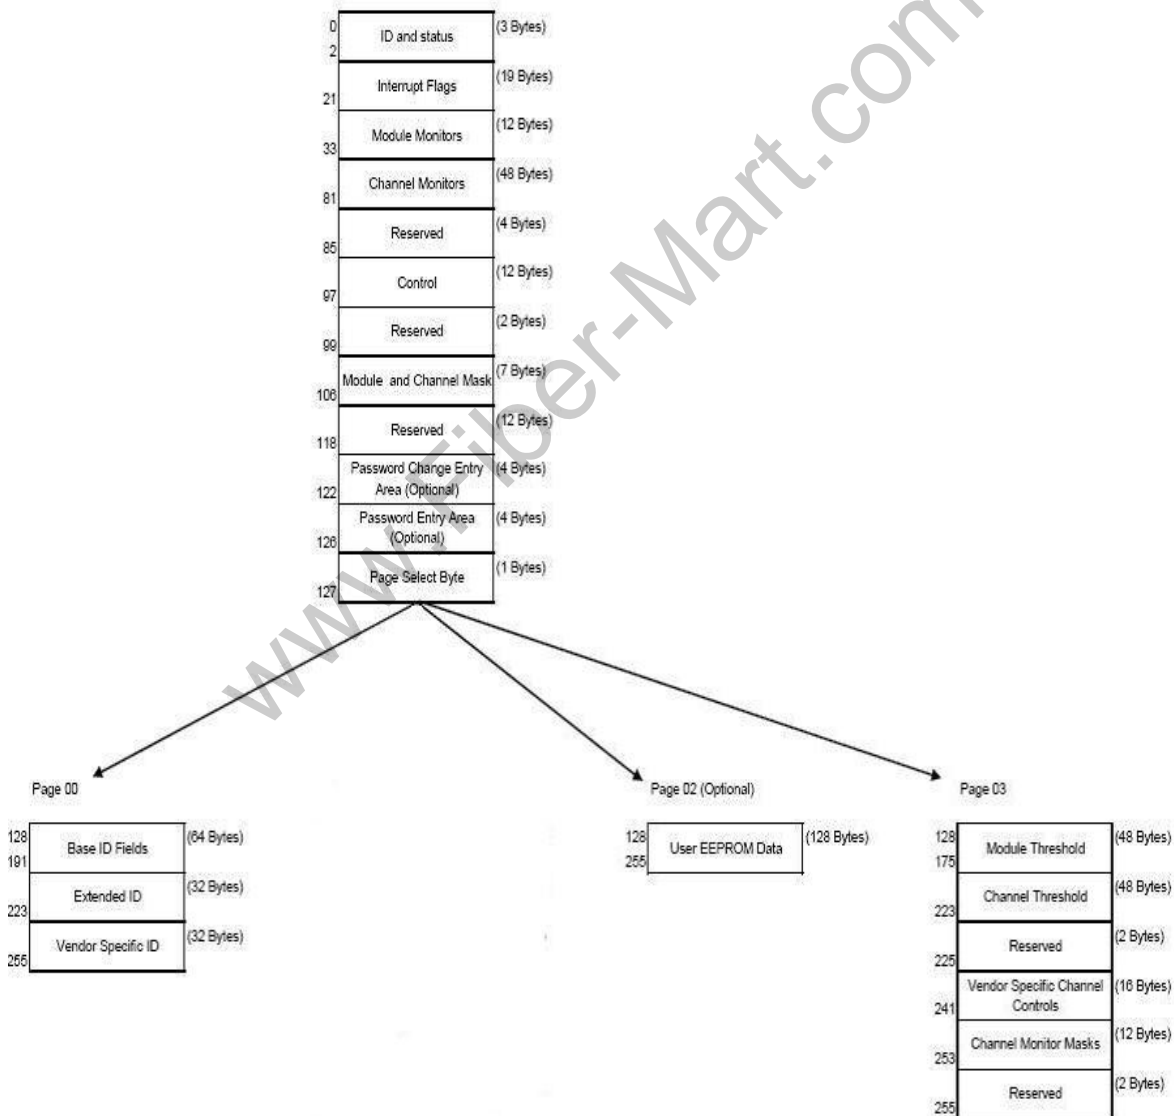 0
ID and status
(3 Bytes)
2
Interrupt Flags
(19 Bytes)
21
Module Monitors
(12 Bytes)
33
Channel Monitors
(48 Bytes)
81
Reserved
(4 Bytes)
85
Control
(12 Bytes)
97
Reserved
(2 Bytes)
99
Module and Channel Mask
(7 Bytes)
106
Reserved
(12 Bytes)
118
Password Change Entry
Area (Optional)
(4 Bytes)
122
Password Entry Area
(Optional)
(4 Bytes)
126
Page Select Byte
(1 Bytes)
127
www.Fiber-Mart.com
Page 00
128
Base ID Fields
(64 Bytes)
191
Extended ID
(32 Bytes)
223
Vendor Specific ID
(32 Bytes)
255
Page 02 (Optional)
128
User EEPROM Data
(128 Bytes)
255
Page 03
128
Module Threshold
(48 Bytes)
175
Channel Threshold
(48 Bytes)
223
Reserved
(2 Bytes)
225
Vendor Specific Channel
Controls
(16 Bytes)
241
Channel Monitor Masks
(12 Bytes)
253
Reserved
(2 Bytes)
255